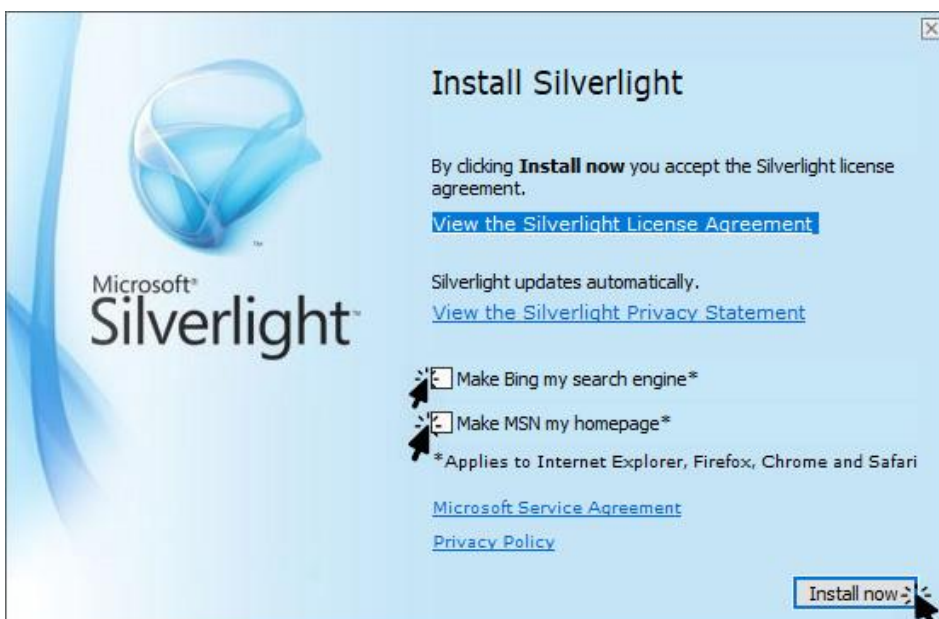 Install Silverlight
By clicking Install now you accept the Silverlight license
agreement.
View the Silverlight License Agreement
Microsoft®
Silverlight™
Silverlight updates automatically.
View the Silverlight Privacy Statement
Make Bing my search engine*
Make MSN my homepage*
*Applies to Internet Explorer, Firefox, Chrome and Safari
Microsoft Service Agreement
Privacy Policy
Install now